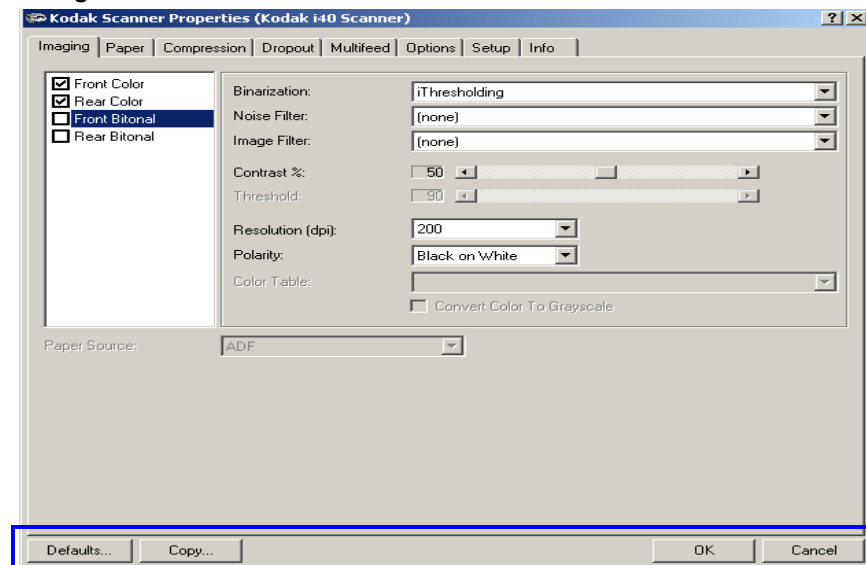 Kodak Scanner Properties (Kodak i40 Scanner)
Imaging Paper Compression Dropout Multifeed Options Setup Info
Front Color
Rear Color
Front Bitonal
Rear Bitonal
Binarization: iThresholding
Noise Filter: (none)
Image Filter: (none)
Contrast %: 50
Threshold: 90
Resolution (dpi): 200
Polarity: Black on White
Color Table:
Convert Color To Grayscale
Paper Source: ADF
Defaults... Copy... OK Cancel